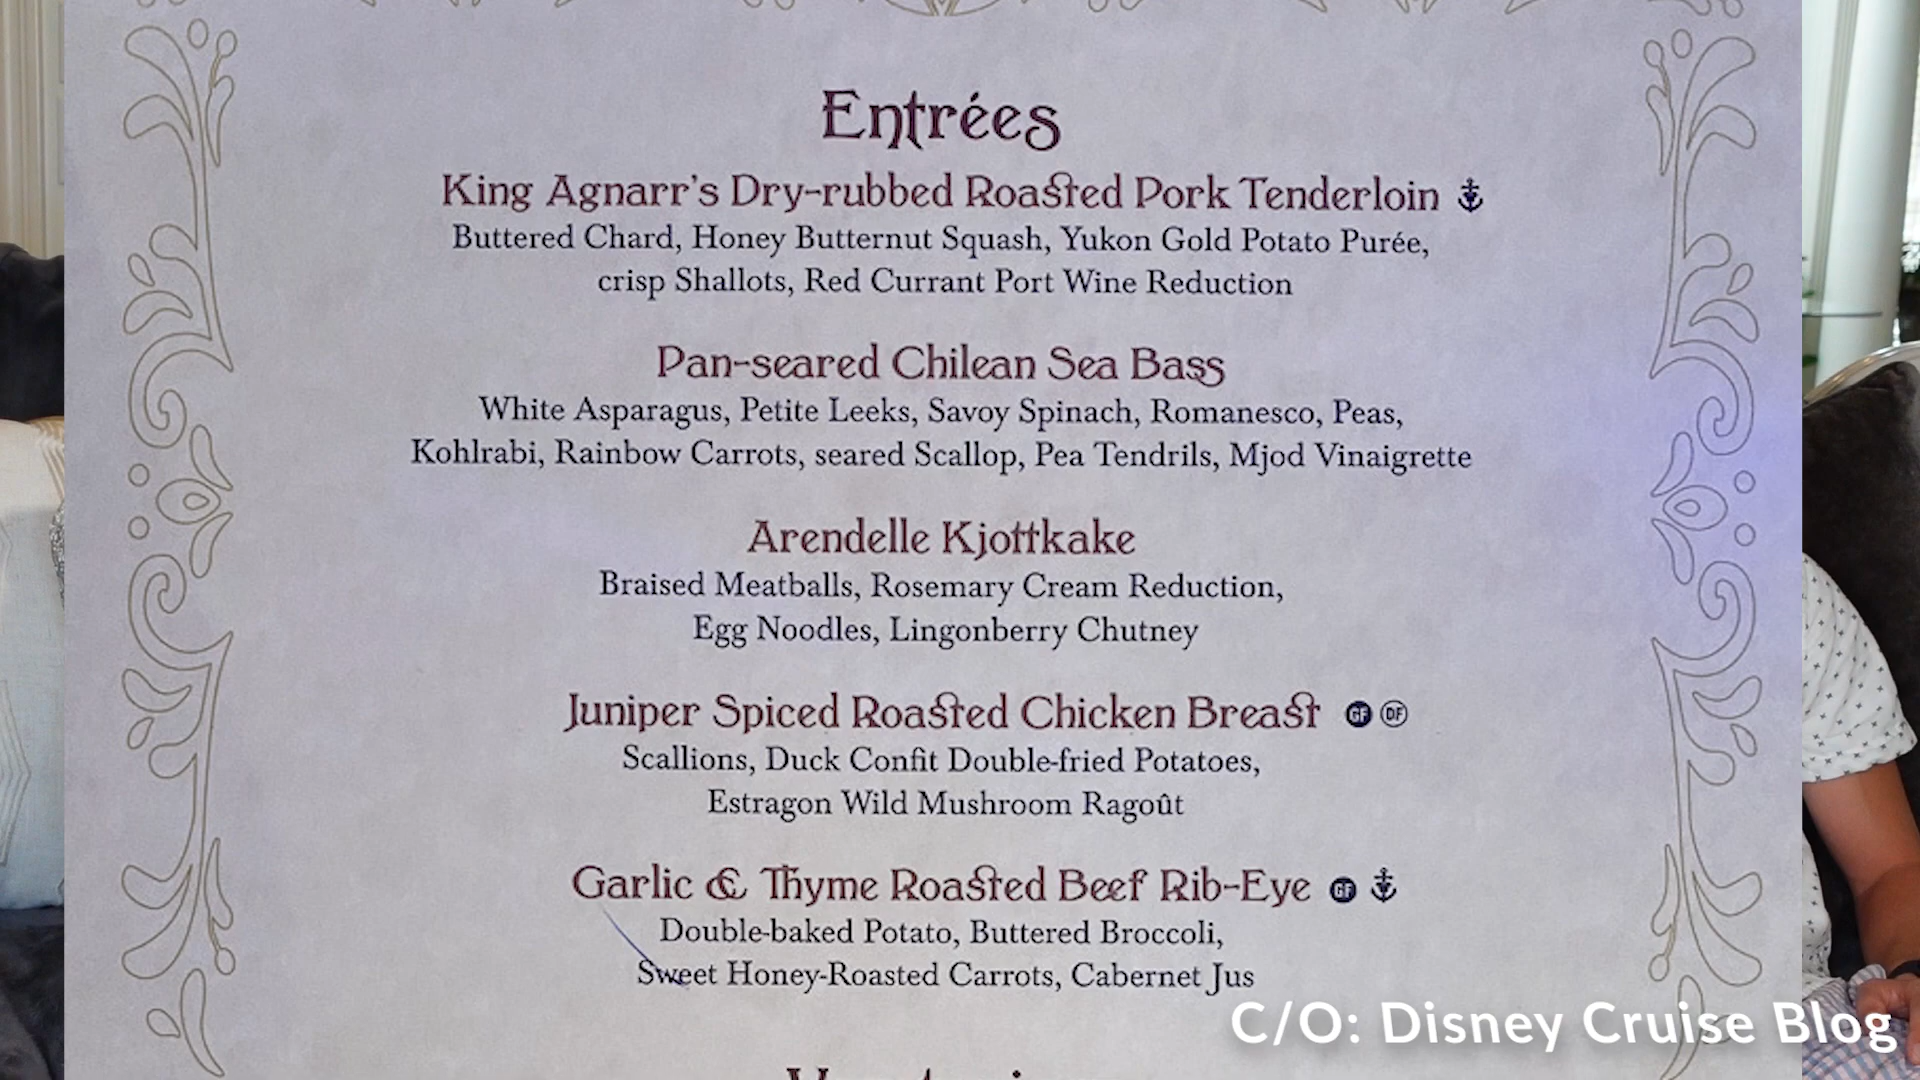 Entrées
King Agnarr's Dry-rubbed Roasted Pork Tenderloin
Buttered Chard, Honey Butternut Squash, Yukon Gold Potato Purée,
crisp Shallots, Red Currant Port Wine Reduction
Pan-seared Chilean Sea Bass
White Asparagus, Petite Leeks, Savoy Spinach, Romanesco, Peas,
Kohlrabi, Rainbow Carrots, seared Scallop, Pea Tendrils, Mjod Vinaigrette
Arendelle Kjottkake
Braised Meatballs, Rosemary Cream Reduction,
Egg Noodles, Lingonberry Chutney
Juniper Spiced Roasted Chicken Breast GF DF
Scallions, Duck Confit Double-fried Potatoes,
Estragon Wild Mushroom Ragoût
Garlic & Thyme Roasted Beef Rib-Eye GF
Double-baked Potato, Buttered Broccoli,
Sweet Honey-Roasted Carrots, Cabernet Jus
C/O: Disney Cruise Blog